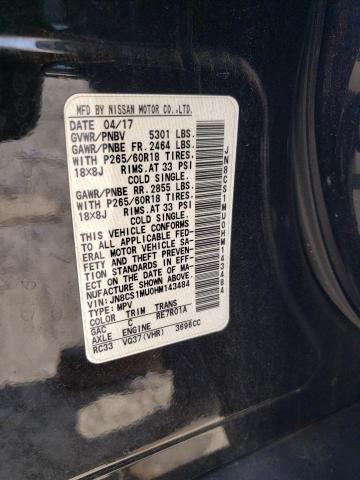 MFD BY NISSAN MOTOR CO.,LTD.
DATE 04/17
GVWR/PNBV 5301 LBS.
GAWR/PNBE FR. 2464 LBS.
WITH P265/60R18 TIRES.
18X8J RIMS.AT 33 PSI
COLD SINGLE.
GAWR/PNBE RR. 2855 LBS.
WITH P265/60R18 TIRES.
18X8J RIMS.AT 33 PSI
COLD SINGLE.
THIS VEHICLE CONFORMS
TO ALL APPLICABLE FED-
ERAL MOTOR VEHICLE SA-
FETY AND THEFT PREVEN-
TION STANDARDS IN EFF-
ECT ON THE DATE OF MA-
NUFACTURE SHOWN ABOVE.
VIN:JN8CS1MU0HM143484
TYPE:MPV
COLOR TRIM TRANS
GAT C RE7R01A
AXLE ENGINE
RC33 VQ37(VHR) 3696CC
JN8CS1MU0HM143484